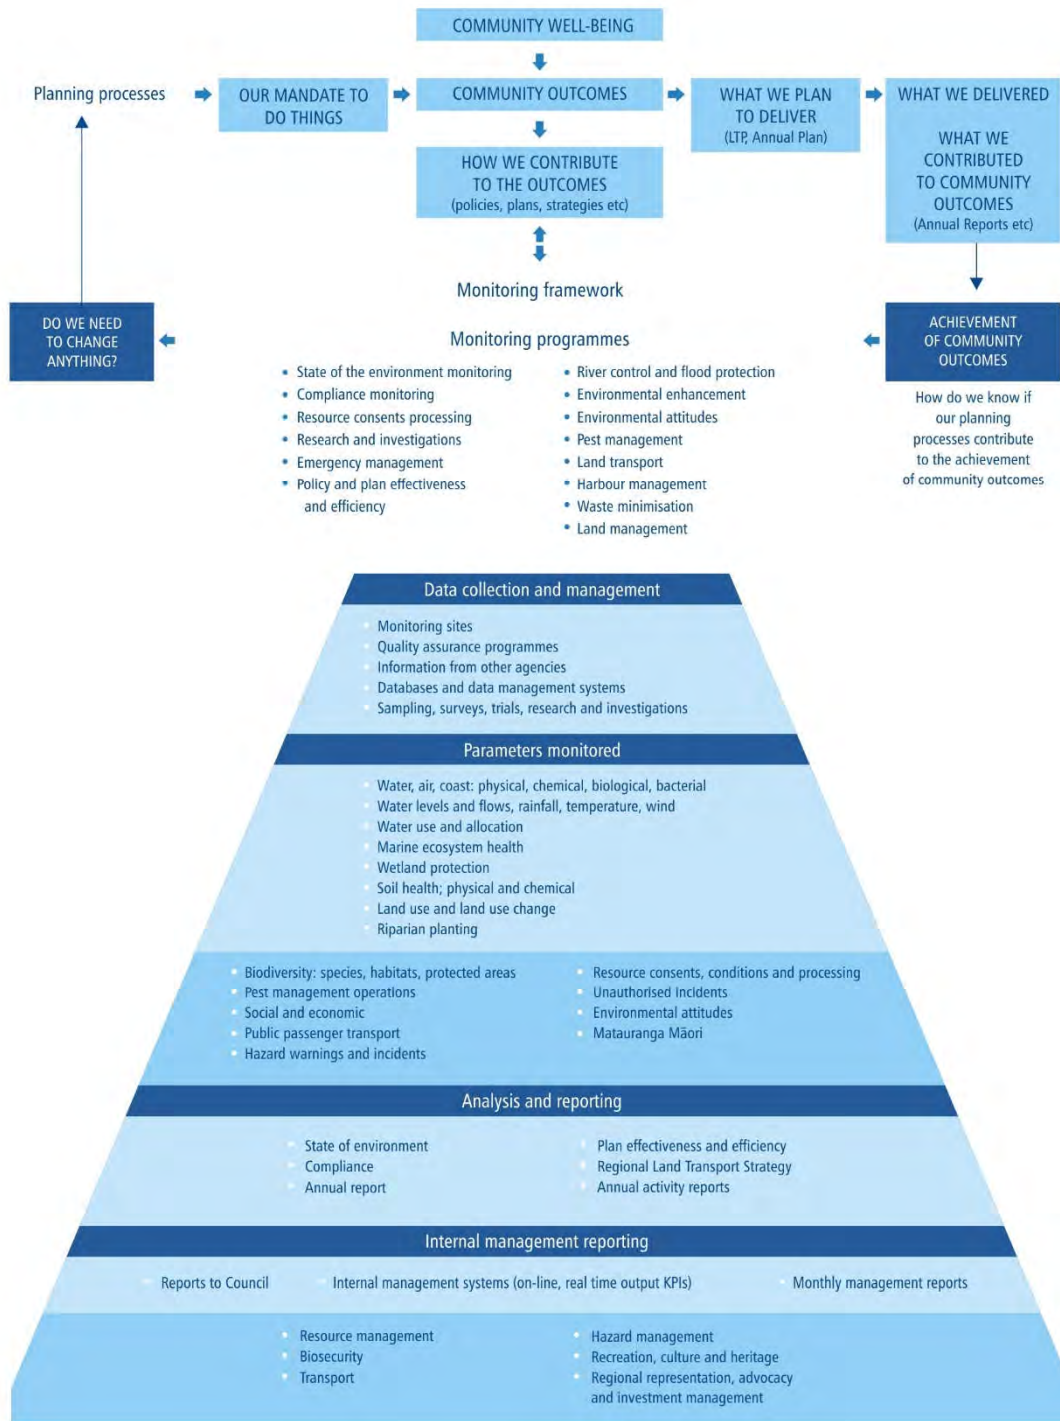 COMMUNITY WELL-BEING
Planning processes
OUR MANDATE TO
DO THINGS
COMMUNITY OUTCOMES
WHAT WE PLAN
TO DELIVER
(LTP, Annual Plan)
WHAT WE DELIVERED
WHAT WE
CONTRIBUTED
TO COMMUNITY
OUTCOMES
(Annual Reports etc)
HOW WE CONTRIBUTE
TO THE OUTCOMES
(policies, plans, strategies etc)
Monitoring framework
DO WE NEED
TO CHANGE
ANYTHING?
ACHIEVEMENT
OF COMMUNITY
OUTCOMES
How do we know if
our planning
processes contribute
to the achievement
of community outcomes
Monitoring programmes
• State of the environment monitoring
• Compliance monitoring
• Resource consents processing
• Research and investigations
• Emergency management
• Policy and plan effectiveness
and efficiency
• River control and flood protection
• Environmental enhancement
• Environmental attitudes
• Pest management
• Land transport
• Harbour management
• Waste minimisation
• Land management
Data collection and management
• Monitoring sites
• Quality assurance programmes
• Information from other agencies
• Databases and data management systems
• Sampling, surveys, trials, research and investigations
Parameters monitored
• Water, air, coast: physical, chemical, biological, bacterial
• Water levels and flows, rainfall, temperature, wind
• Water use and allocation
• Marine ecosystem health
• Wetland protection
• Soil health; physical and chemical
• Land use and land use change
• Riparian planting
• Biodiversity: species, habitats, protected areas
• Pest management operations
• Social and economic
• Public passenger transport
• Hazard warnings and incidents
• Resource consents, conditions and processing
• Unauthorised incidents
• Environmental attitudes
• Matauranga Māori
Analysis and reporting
• State of environment
• Compliance
• Annual report
• Plan effectiveness and efficiency
• Regional Land Transport Strategy
• Annual activity reports
Internal management reporting
• Reports to Council
• Internal management systems (on-line, real time output KPIs)
• Monthly management reports
• Resource management
• Biosecurity
• Transport
• Hazard management
• Recreation, culture and heritage
• Regional representation, advocacy
and investment management